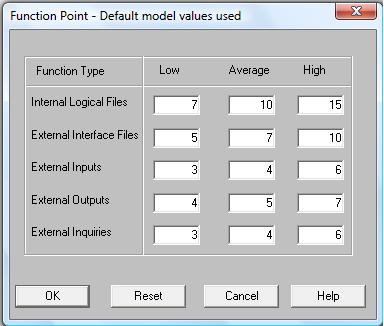 Function Point - Default model values used
Function Type Low Average High
Internal Logical Files 7 10 15
External Interface Files 5 7 10
External Inputs 3 4 6
External Outputs 4 5 7
External Inquiries 3 4 6
OK Reset Cancel Help